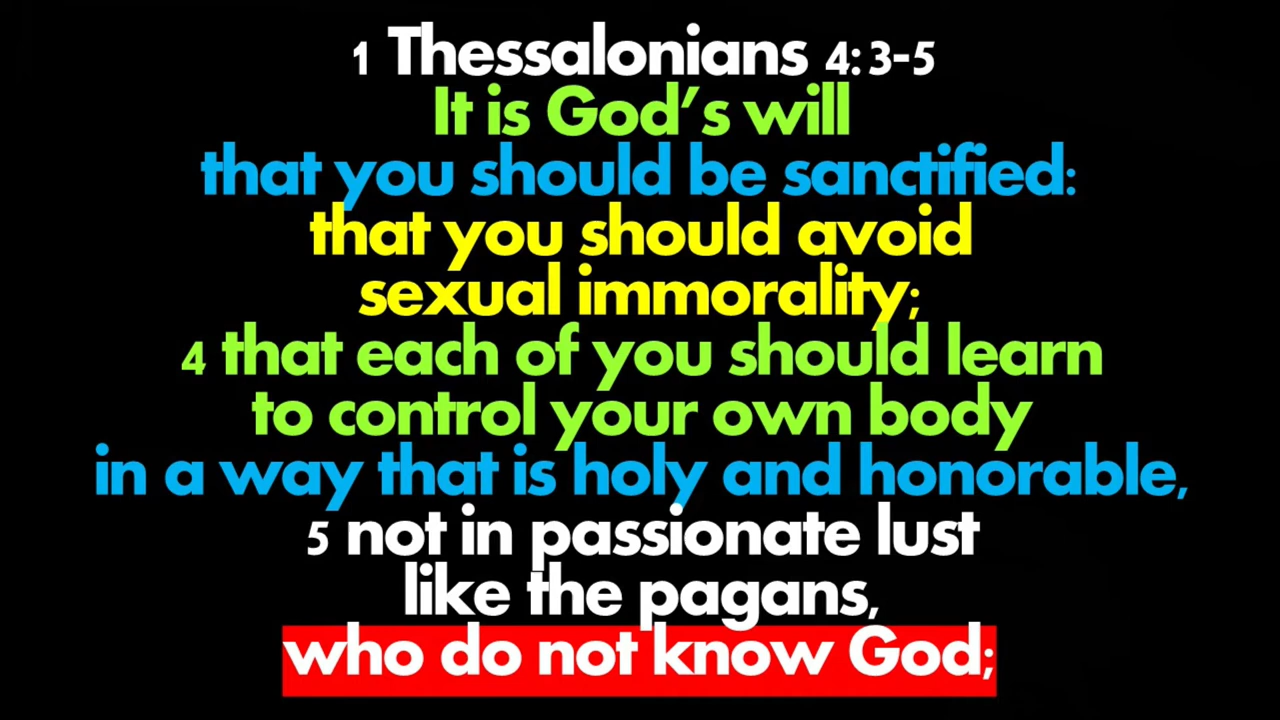 1 Thessalonians 4:3-5
It is God's will
that you should be sanctified:
that you should avoid
sexual immorality;
4 that each of you should learn
to control your own body
in a way that is holy and honorable,
5 not in passionate lust
like the pagans,
who do not know God;